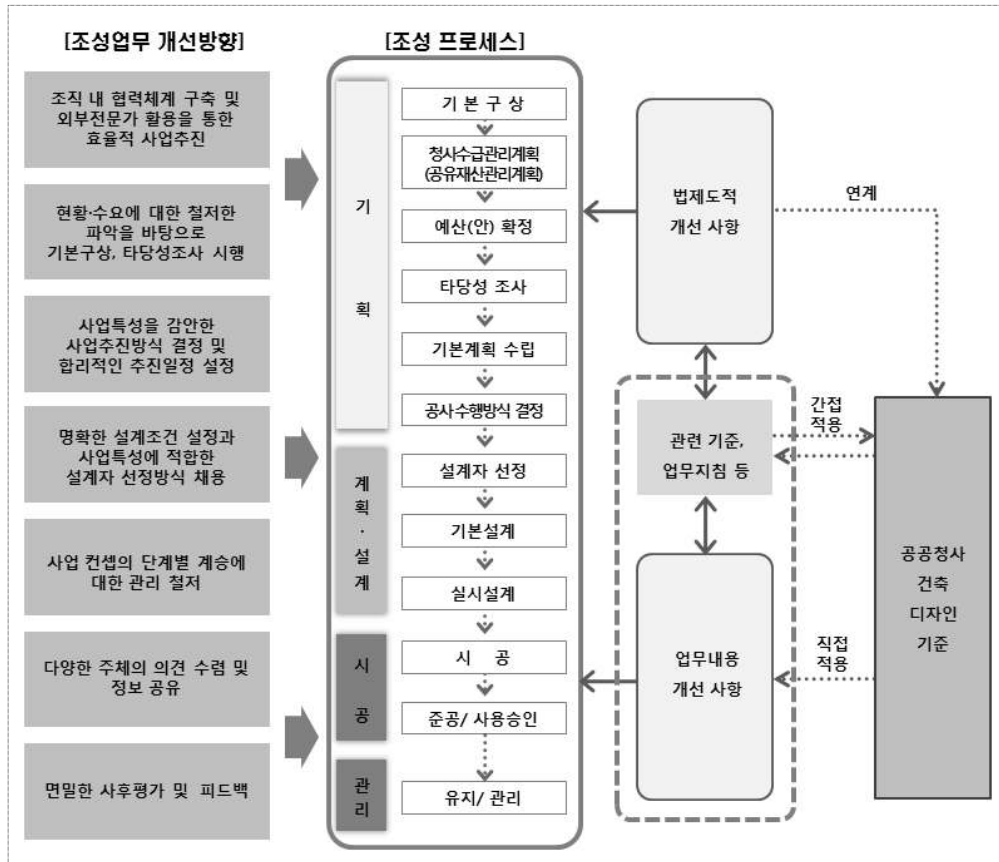 [조성업무 개선방향]
조직 내 협력체계 구축 및
외부전문가 활용을 통한
효율적 사업추진
현황·수요에 대한 철저한
파악을 바탕으로
기본구상, 타당성조사 시행
사업특성을 감안한
사업추진방식 결정 및
합리적인 추진일정 설정
명확한 설계조건 설정과
사업특성에 적합한
설계자 선정방식 채용
사업 컨셉의 단계별 계승에
대한 관리 철저
다양한 주체의 의견 수렴 및
정보 공유
면밀한 사후평가 및 피드백
[조성 프로세스]
기
획
기 본 구 상
청사수급관리계획
(공유재산관리계획)
예산(안) 확정
타당성 조사
기본계획 수립
공사수행방식 결정
계
획
·
설
계
설계자 선정
기본설계
실시설계
시
공
시 공
준공/ 사용승인
관
리
유지/ 관리
법제도적
개선 사항
관련 기준,
업무지침 등
업무내용
개선 사항
연계
간접
적용
직접
적용
공공청사
건축
디자인
기준